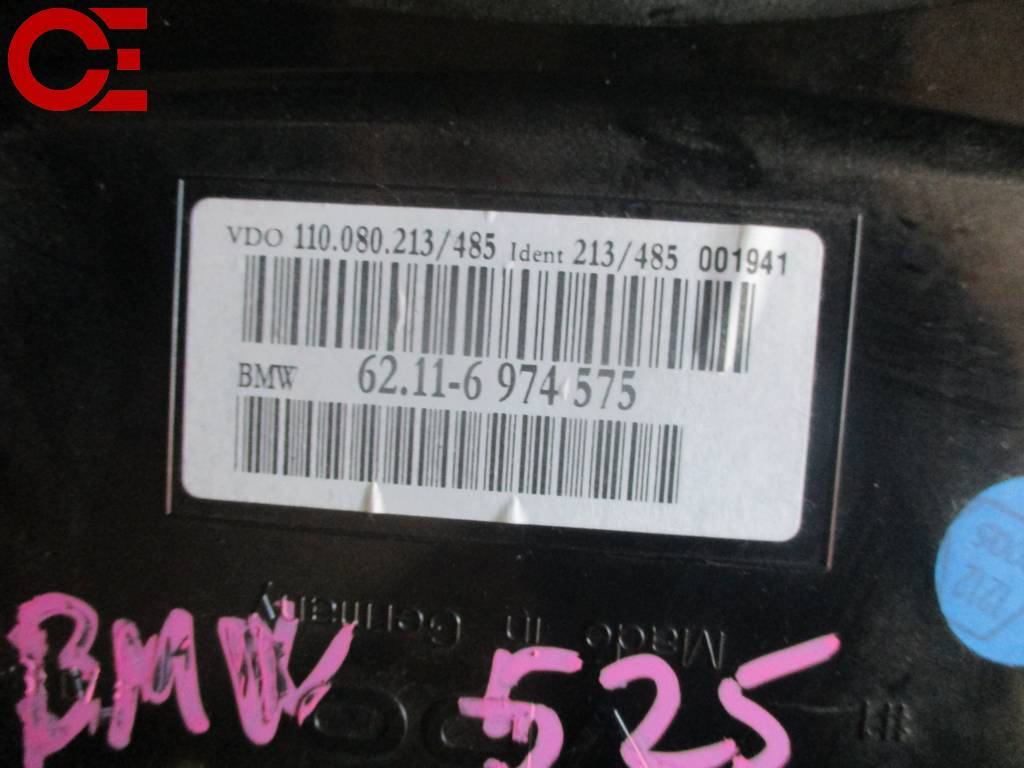 CE
VDO 110.080.213/485 Ident 213/485 001941
BMW 62.11-6 974 575
Made in Germany
BMW 525
1212